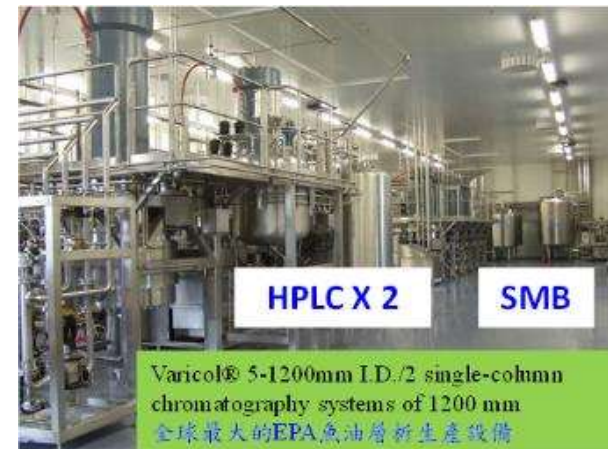 HPLC X 2
SMB
Varicol® 5-1200mm I.D./2 single-column
chromatography systems of 1200 mm
全球最大的EPA魚油層析生產設備